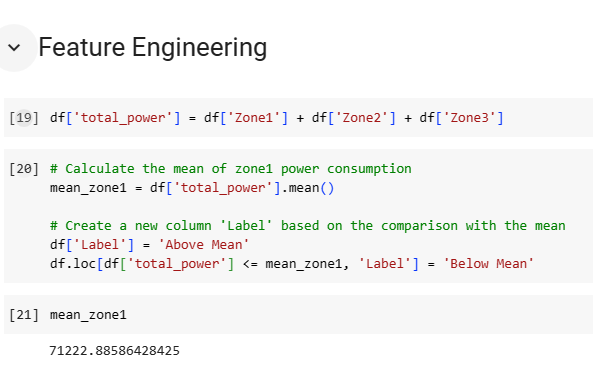 Feature Engineering
[19] df['total_power'] = df['Zone1'] + df['Zone2'] + df['Zone3']
[20] # Calculate the mean of zone1 power consumption
mean_zone1 = df['total_power'].mean()
# Create a new column 'Label' based on the comparison with the mean
df['Label'] = 'Above Mean'
df.loc[df['total_power'] <= mean_zone1, 'Label'] = 'Below Mean'
[21] mean_zone1
71222.88586428425